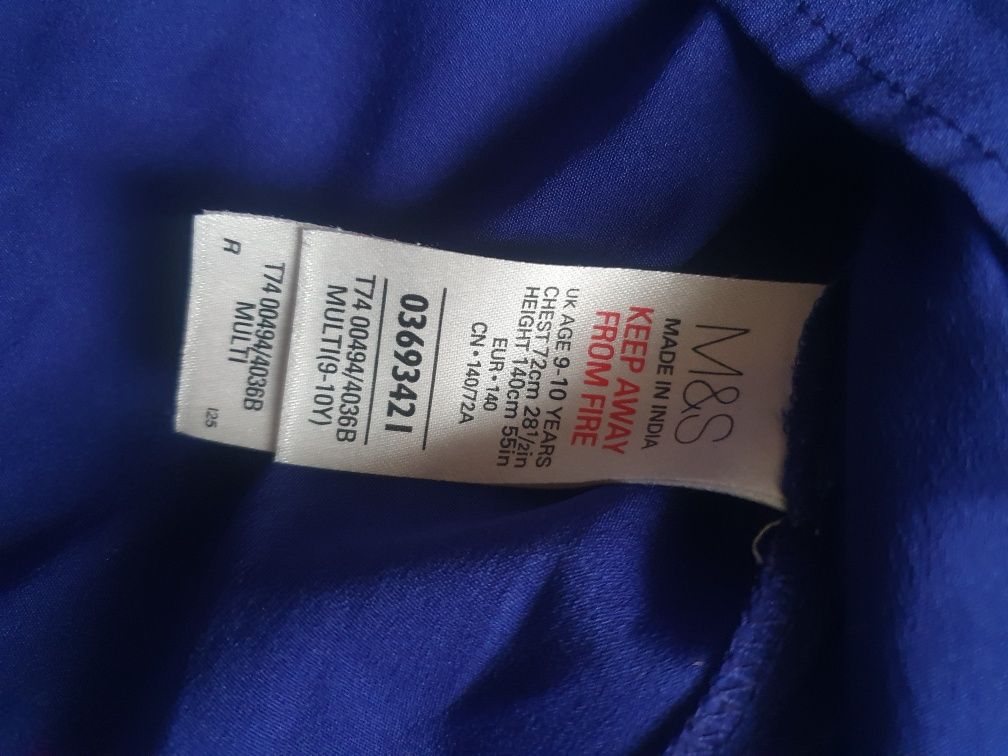 M&S
MADE IN INDIA
KEEP AWAY
FROM FIRE
UK AGE 9-10 YEARS
CHEST 72cm 28½in
HEIGHT 140cm 55in
EUR•140
CN•140/72A
03693421
T74 00494/4036B
MULTI(9-10Y)
T74 00494/4036B
MULTI
R
125